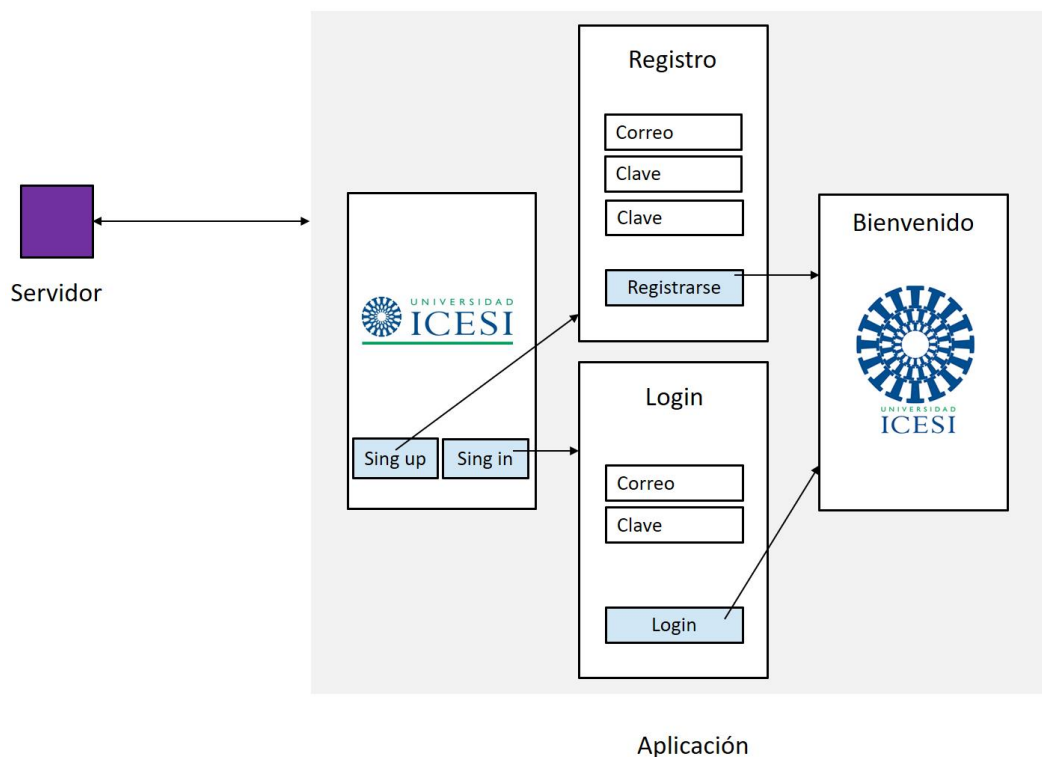 Servidor
UNIVERSIDAD
ICESI
Sing up
Sing in
Registro
Correo
Clave
Clave
Registrarse
Login
Correo
Clave
Login
Bienvenido
UNIVERSIDAD
ICESI
Aplicación